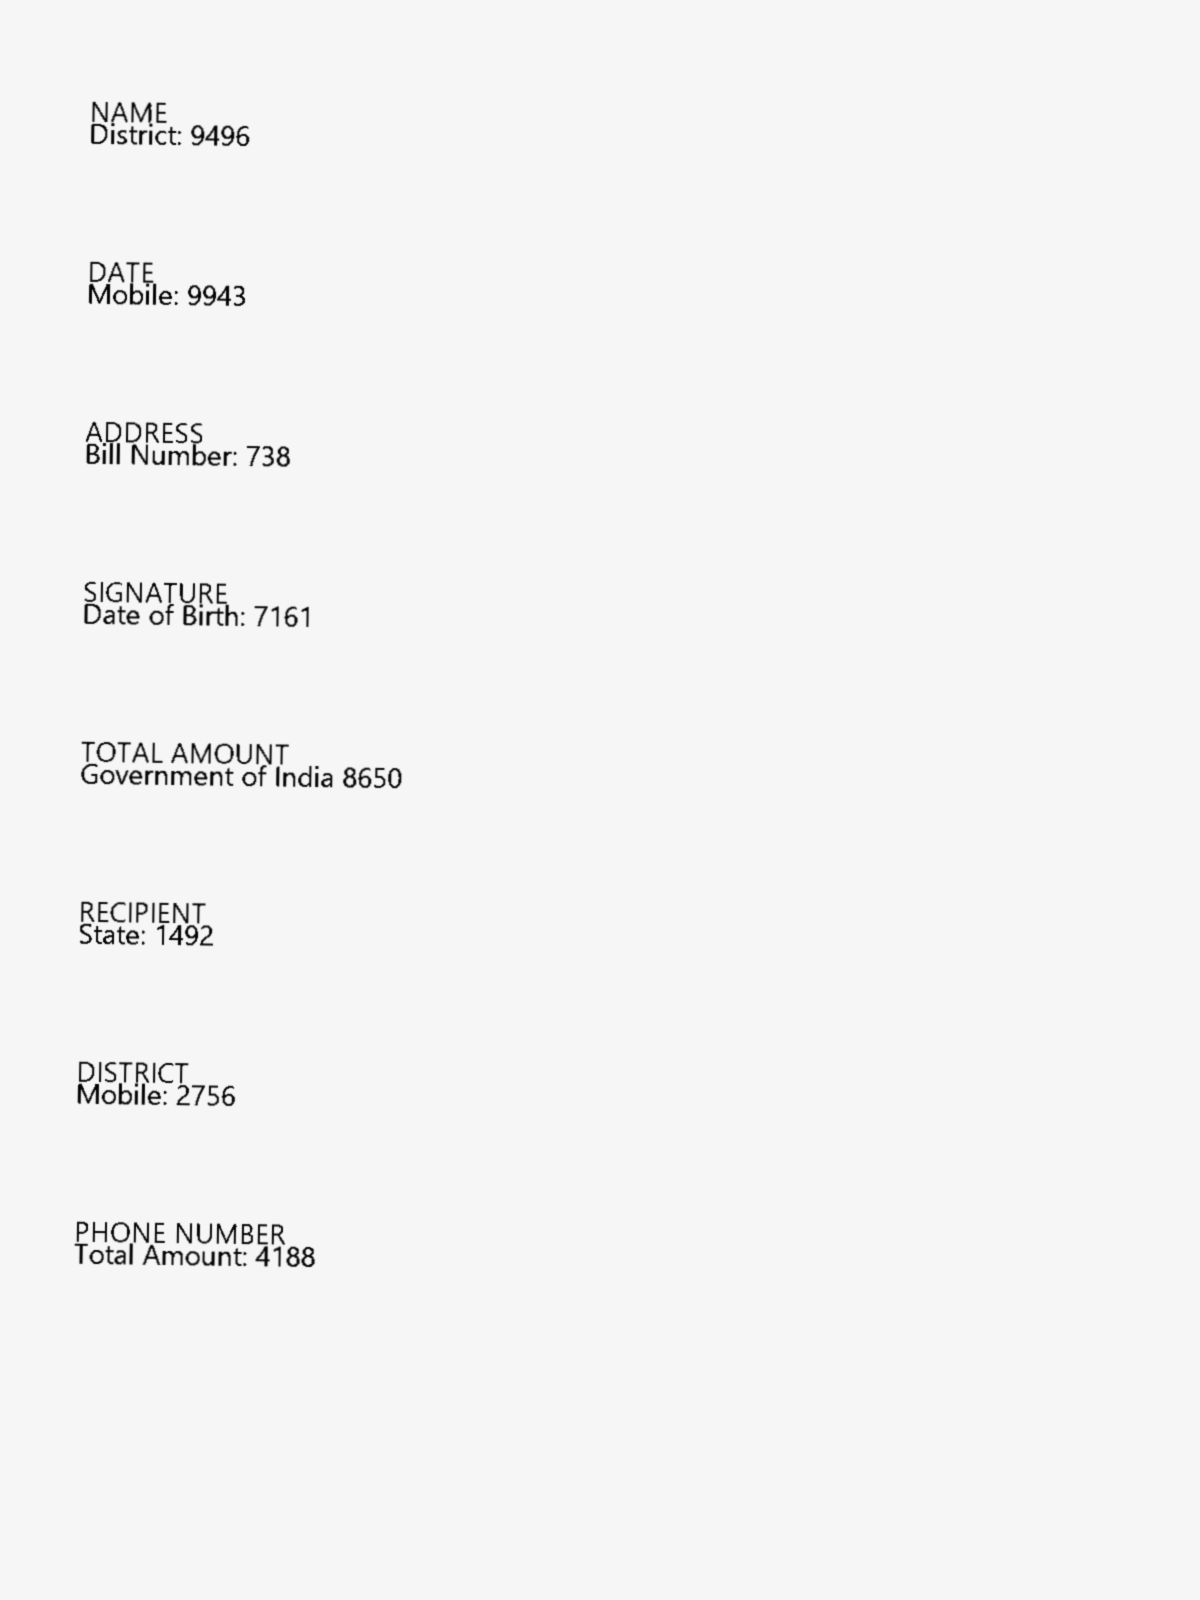 NAME
District: 9496
DATE
Mobile: 9943
ADDRESS
Bill Number: 738
SIGNATURE
Date of Birth: 7161
TOTAL AMOUNT
Government of India 8650
RECIPIENT
State: 1492
DISTRICT
Mobile: 2756
PHONE NUMBER
Total Amount: 4188